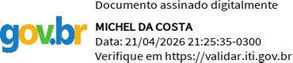 Documento assinado digitalmente
gov.br
MICHEL DA COSTA
Data: 21/04/2026 21:25:35-0300
Verifique em https://validar.iti.gov.br